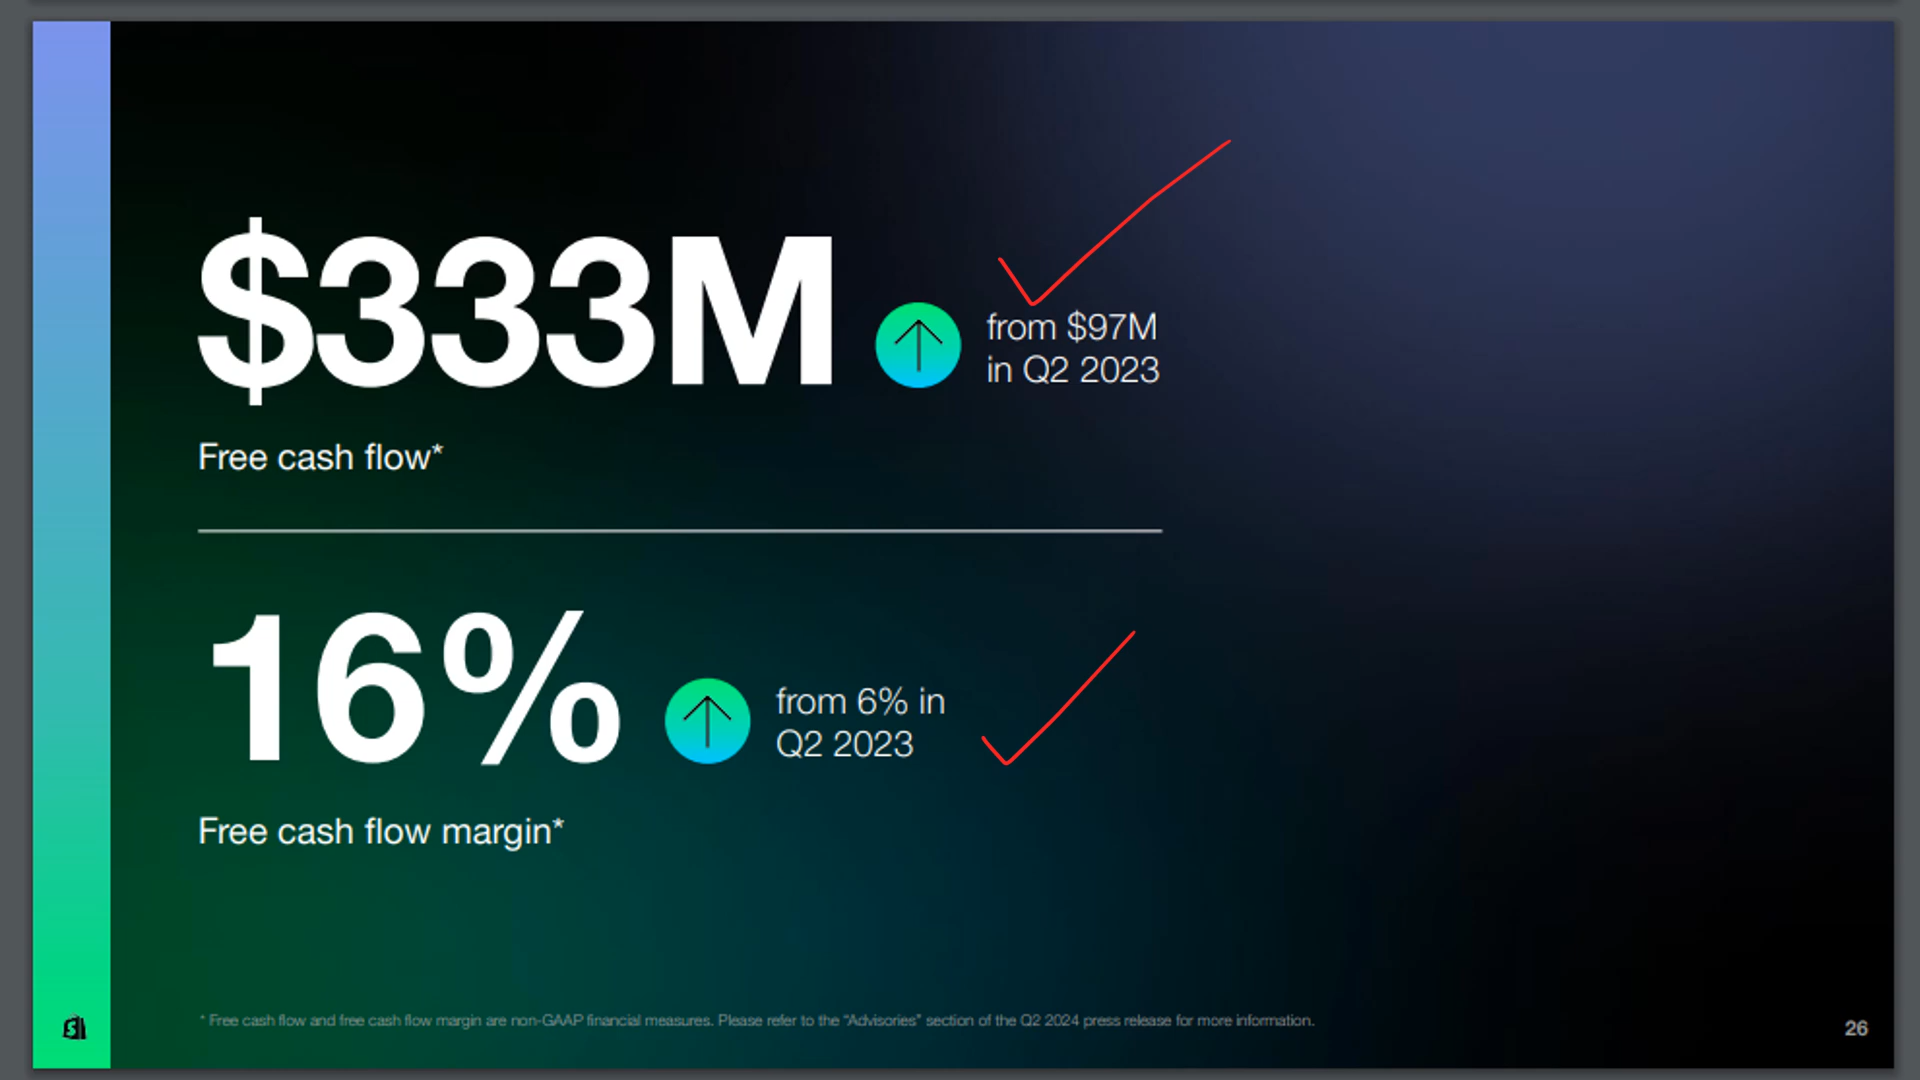 $333M
from $97M
in Q2 2023
Free cash flow*
16%
from 6% in
Q2 2023
Free cash flow margin*
* Free cash flow and free cash flow margin are non-GAAP financial measures. Please refer to the “Advisories” section of the Q2 2024 press release for more information.
26